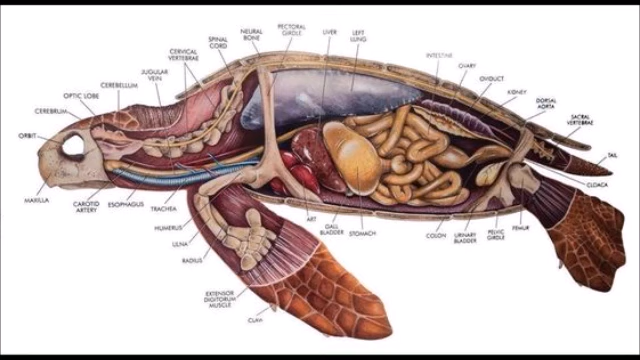 NEURAL
BONE
PECTORAL
GIRDLE
LIVER
LEFT
LUNG
SPINAL
CORD
CERVICAL
VERTEBRAE
INTESTINE
OVARY
JUGULAR
VEIN
OVIDUCT
CEREBELLUM
KIDNEY
OPTIC LOBE
DORSAL
AORTA
CEREBRUM
SACRAL
VERTEBRAE
ORBIT
TAIL
CLOACA
MAXILLA
CAROTID
ARTERY
ESOPHAGUS
TRACHEA
HUMERUS
ART
GALL
BLADDER
STOMACH
COLON
URINARY
BLADDER
PELVIC
GIRDLE
FEMUR
ULNA
RADIUS
EXTENSOR
DIGITORUM
MUSCLE